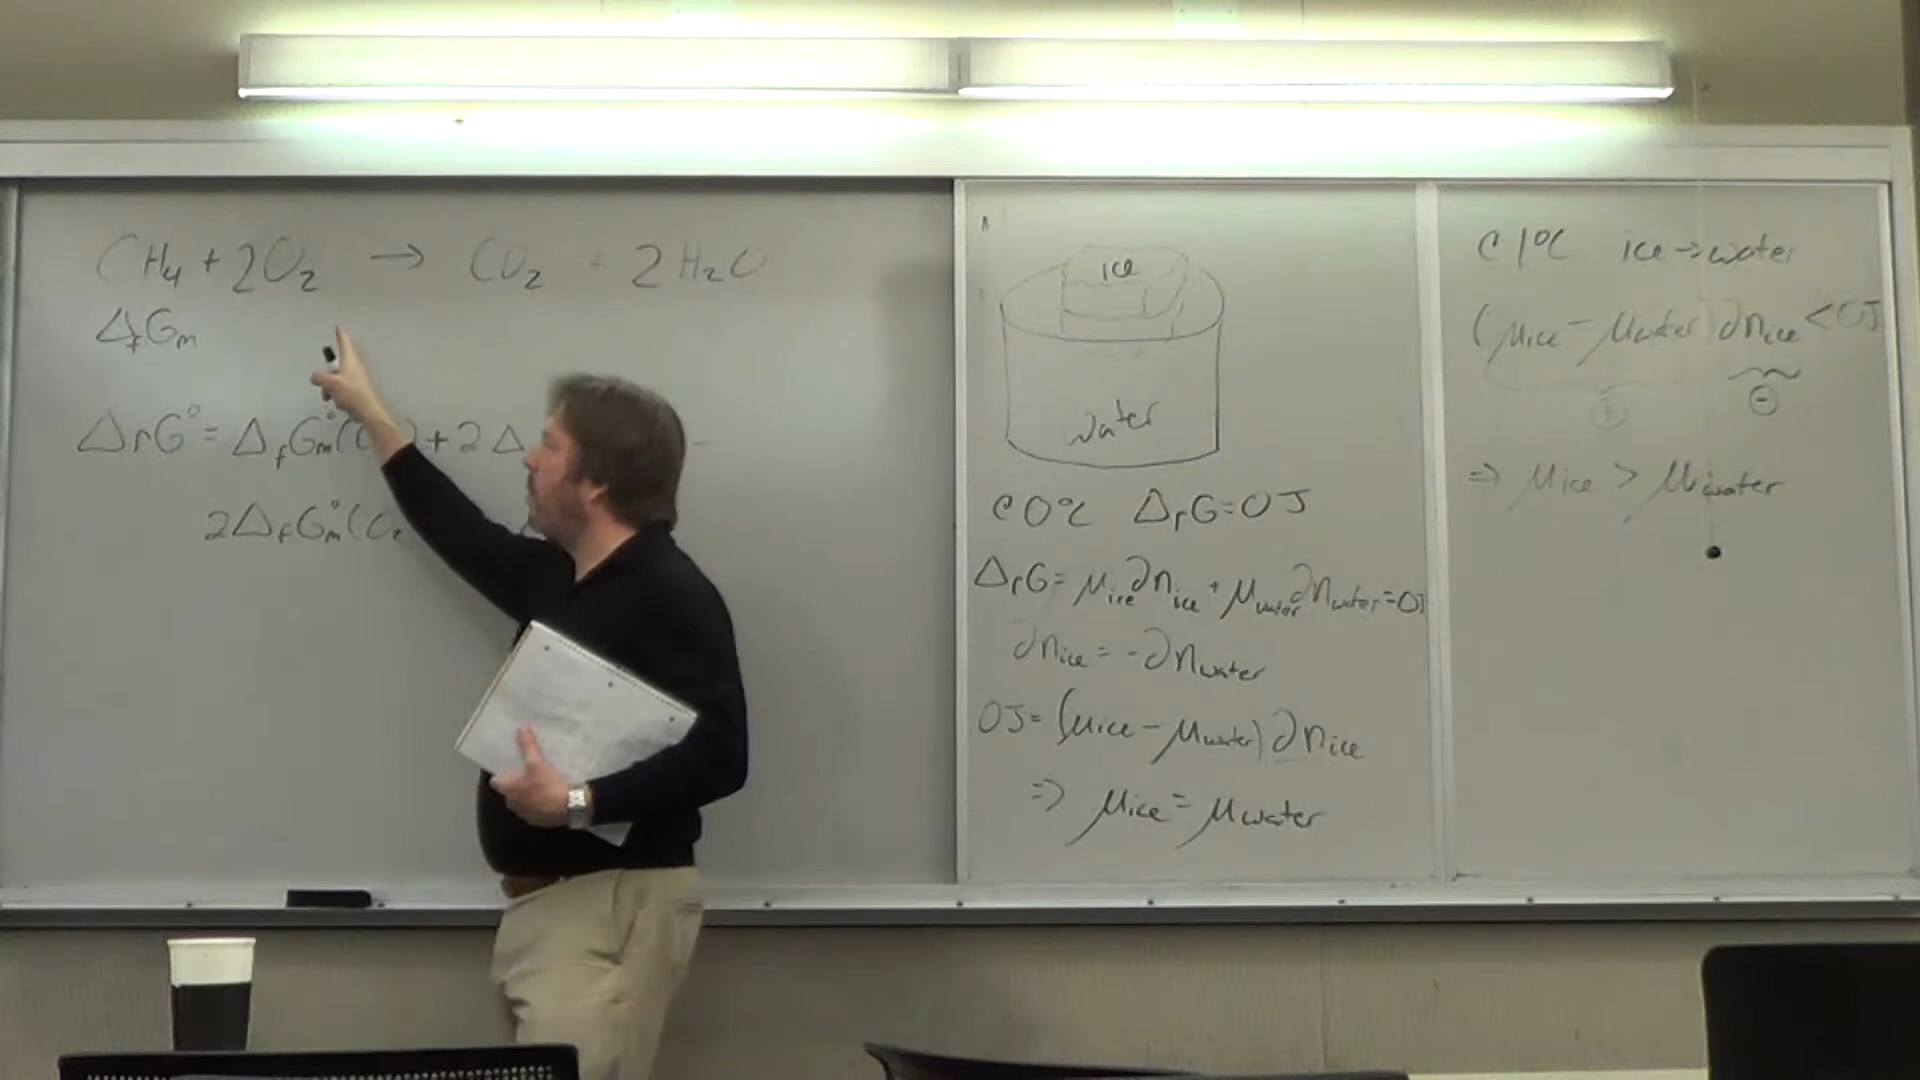 CH₄ + 2O₂ → CO₂ + 2H₂O
ΔfGm
ΔrG° = ΔfGm°(C ) + 2Δ -
2ΔfGm°(O₂
ice
water
@ 0°C ΔrG = 0J
ΔrG = μice ∂nice + μwater ∂nwater = 0J
∂nice = -∂nwater
0J = (μice - μwater) ∂nice
⇒ μice = μwater
@ 1°C ice → water
(μice - μwater) ∂nice < 0J
+ -
⇒ μice > μwater